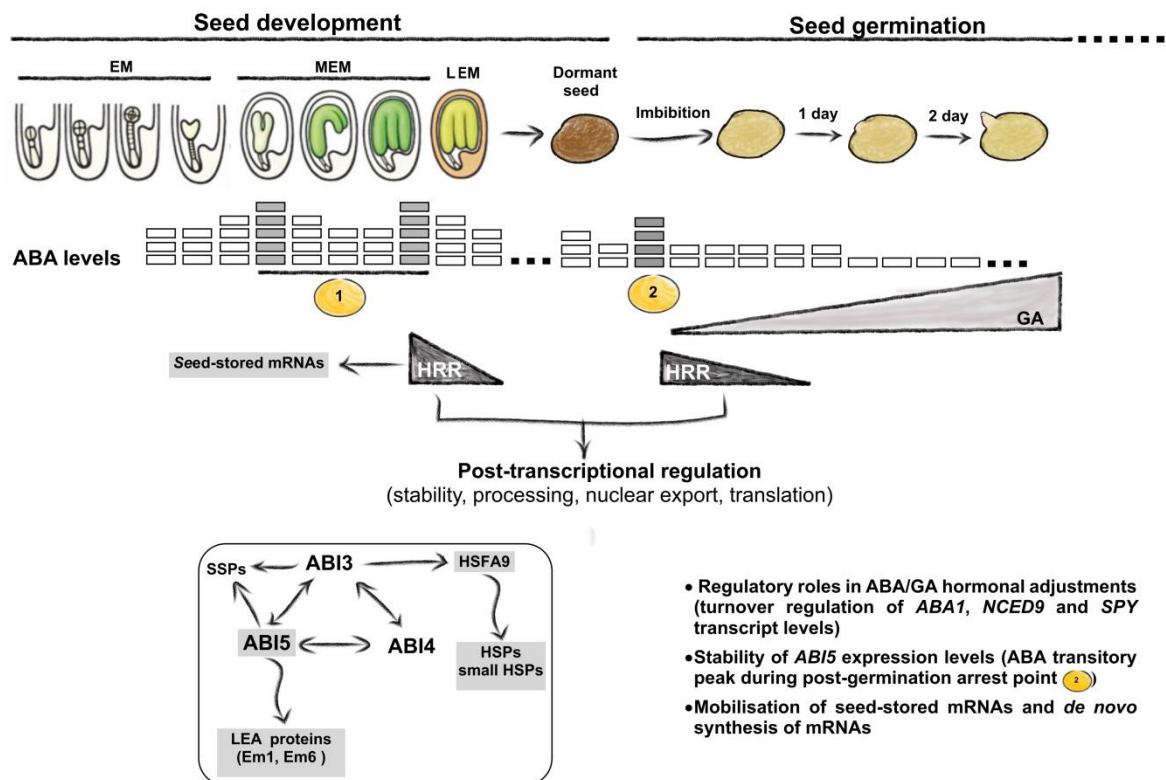 Seed development
Seed germination
EM
MEM
LEM
Dormant
seed
Imbibition
1 day
2 day
ABA levels
1
2
GA
Seed-stored mRNAs
HRR
HRR
Post-transcriptional regulation
(stability, processing, nuclear export, translation)
SSPs
ABI3
HSFA9
ABI5
ABI4
HSPs
small HSPs
LEA proteins
(Em1, Em6 )
• Regulatory roles in ABA/GA hormonal adjustments
(turnover regulation of ABA1, NCED9 and SPY
transcript levels)
•Stability of ABI5 expression levels (ABA transitory
peak during post-germination arrest point 2)
•Mobilisation of seed-stored mRNAs and de novo
synthesis of mRNAs